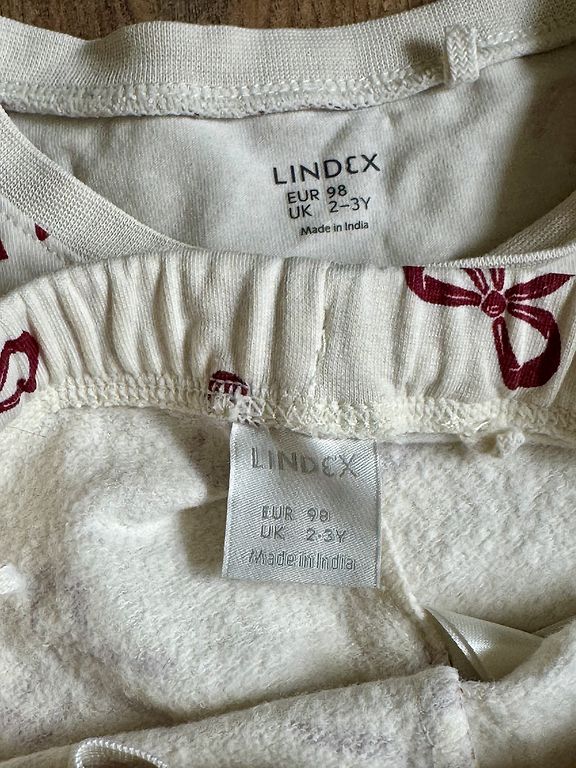 LINDEX
EUR 98
UK 2–3Y
Made in India
LINDEX
EUR 98
UK 2-3Y
Made in India